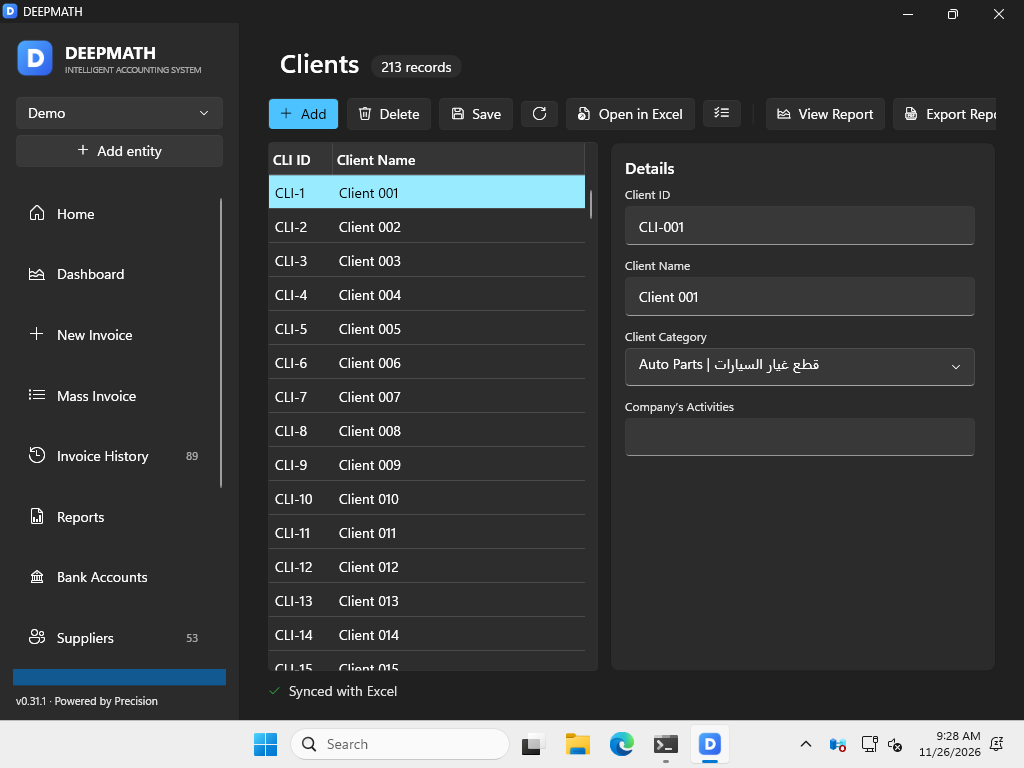 DEEPMATH
DEEPMATH
INTELLIGENT ACCOUNTING SYSTEM
Demo
Add entity
Home
Dashboard
New Invoice
Mass Invoice
Invoice History 89
Reports
Bank Accounts
Suppliers 53
v0.31.1 · Powered by Precision
Clients 213 records
Add Delete Save Open in Excel View Report Export Repo
CLI ID Client Name
CLI-1 Client 001
CLI-2 Client 002
CLI-3 Client 003
CLI-4 Client 004
CLI-5 Client 005
CLI-6 Client 006
CLI-7 Client 007
CLI-8 Client 008
CLI-9 Client 009
CLI-10 Client 010
CLI-11 Client 011
CLI-12 Client 012
CLI-13 Client 013
CLI-14 Client 014
CLI-15 Client 015
Synced with Excel
Details
Client ID
CLI-001
Client Name
Client 001
Client Category
Auto Parts | قطع غيار السيارات
Company's Activities
Search
9:28 AM
11/26/2026